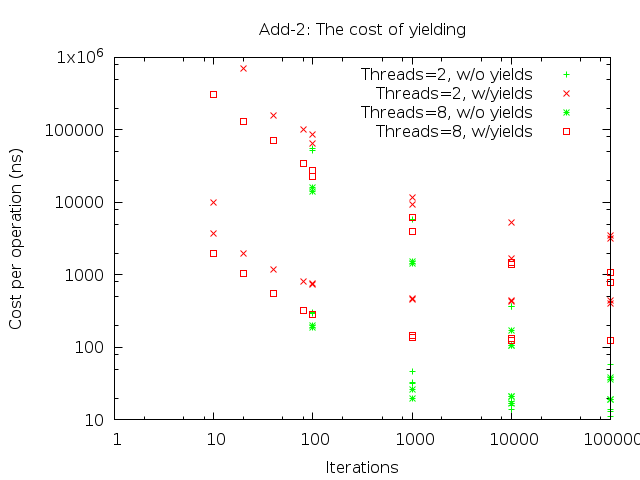 Add-2: The cost of yielding
1x10^6
100000
10000
1000
100
10
Cost per operation (ns)
Threads=2, w/o yields
Threads=2, w/yields
Threads=8, w/o yields
Threads=8, w/yields
1 10 100 1000 10000 100000
Iterations